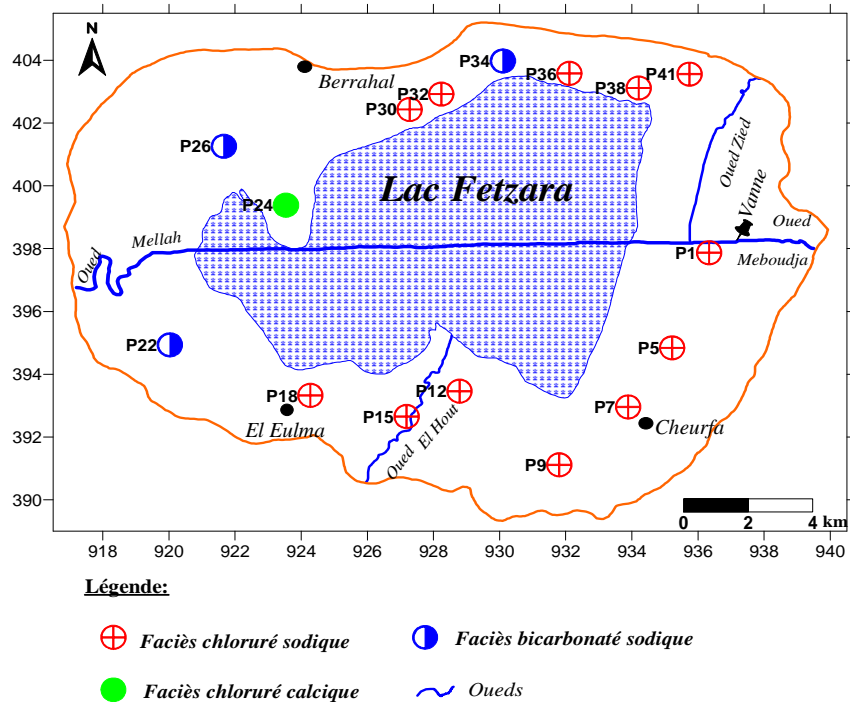 N
404
402
400
398
396
394
392
390
P34
P36
P41
P38
Berrahal
P32
P30
P26
P24
Lac Fetzara
Oued Zied
Vanne
Oued
Mellah
Oued
Meboudja
P1
P22
P5
P18
El Eulma
P15
P12
Oued El Hout
P7
Cheurfa
P9
0 2 4 km
918 920 922 924 926 928 930 932 934 936 938 940
Légende:
Faciès chloruré sodique
Faciès bicarbonaté sodique
Faciès chloruré calcique
Oueds